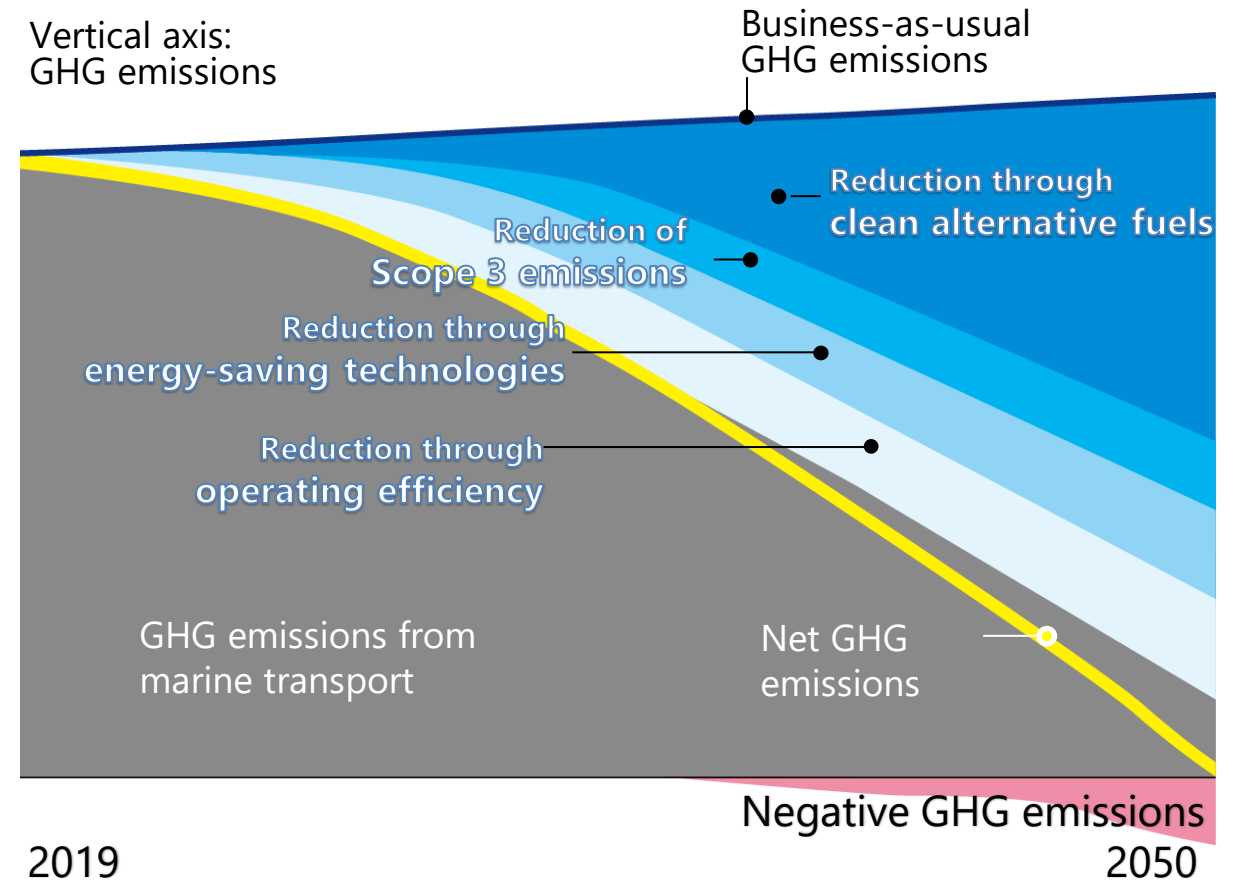 Vertical axis:
GHG emissions
Business-as-usual
GHG emissions
Reduction through
clean alternative fuels
Reduction of
Scope 3 emissions
Reduction through
energy-saving technologies
Reduction through
operating efficiency
GHG emissions from
marine transport
Net GHG
emissions
Negative GHG emissions
2019
2050